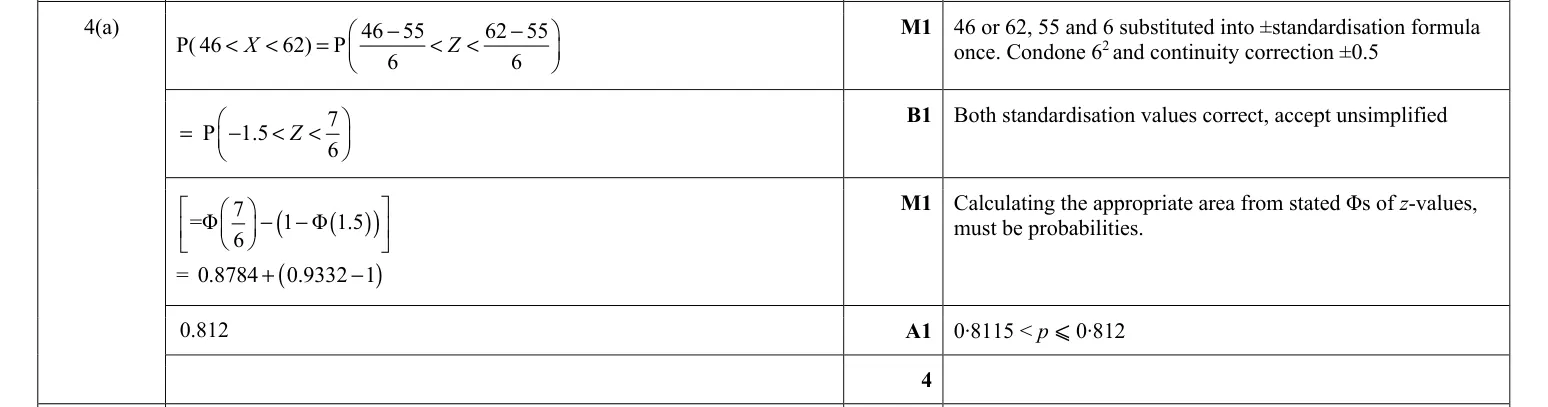 4(a)
P( 46 < X < 62) = P( (46 − 55)/6 < Z < (62 − 55)/6 )
M1
46 or 62, 55 and 6 substituted into ±standardisation formula
once. Condone 6² and continuity correction ±0.5
= P( −1.5 < Z < 7/6 )
B1
Both standardisation values correct, accept unsimplified
[ =Φ(7/6) − (1 − Φ(1.5)) ]
= 0.8784 + (0.9332 − 1)
M1
Calculating the appropriate area from stated Φs of z-values,
must be probabilities.
0.812
A1
0·8115 < p ⩽ 0·812
4